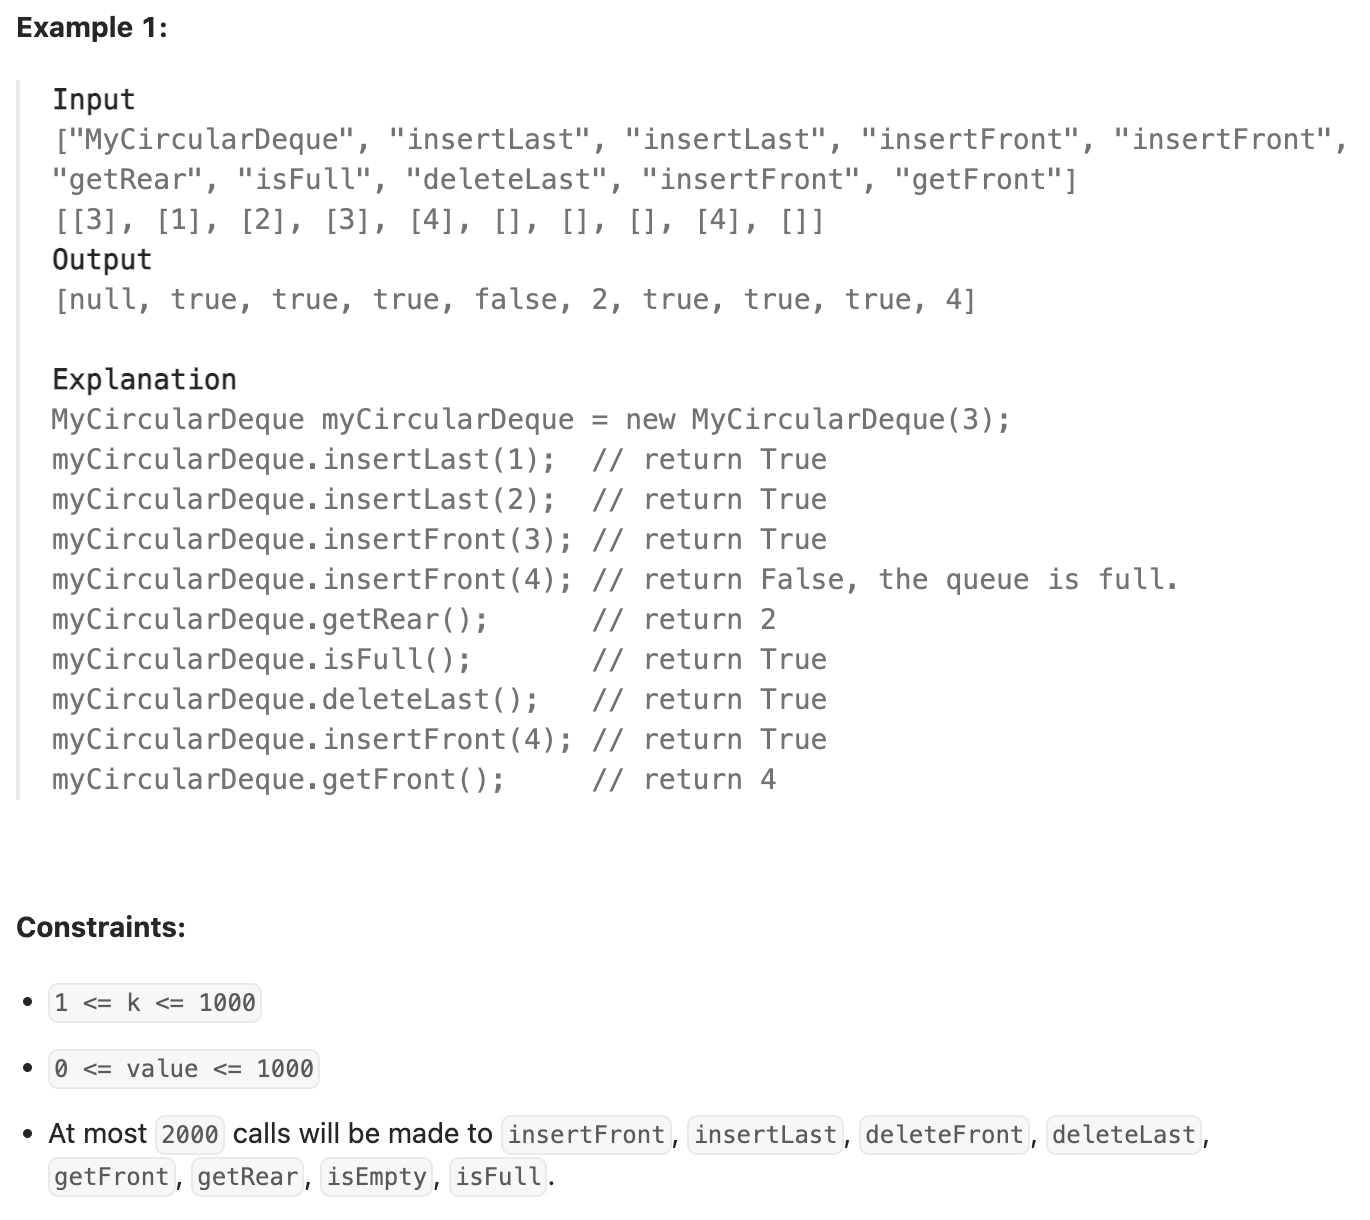 Example 1:
Input
["MyCircularDeque", "insertLast", "insertLast", "insertFront", "insertFront",
"getRear", "isFull", "deleteLast", "insertFront", "getFront"]
[[3], [1], [2], [3], [4], [], [], [], [4], []]
Output
[null, true, true, true, false, 2, true, true, true, 4]
Explanation
MyCircularDeque myCircularDeque = new MyCircularDeque(3);
myCircularDeque.insertLast(1);  // return True
myCircularDeque.insertLast(2);  // return True
myCircularDeque.insertFront(3); // return True
myCircularDeque.insertFront(4); // return False, the queue is full.
myCircularDeque.getRear();      // return 2
myCircularDeque.isFull();       // return True
myCircularDeque.deleteLast();   // return True
myCircularDeque.insertFront(4); // return True
myCircularDeque.getFront();     // return 4
Constraints:
• 1 <= k <= 1000
• 0 <= value <= 1000
• At most 2000 calls will be made to insertFront, insertLast, deleteFront, deleteLast,
getFront, getRear, isEmpty, isFull.